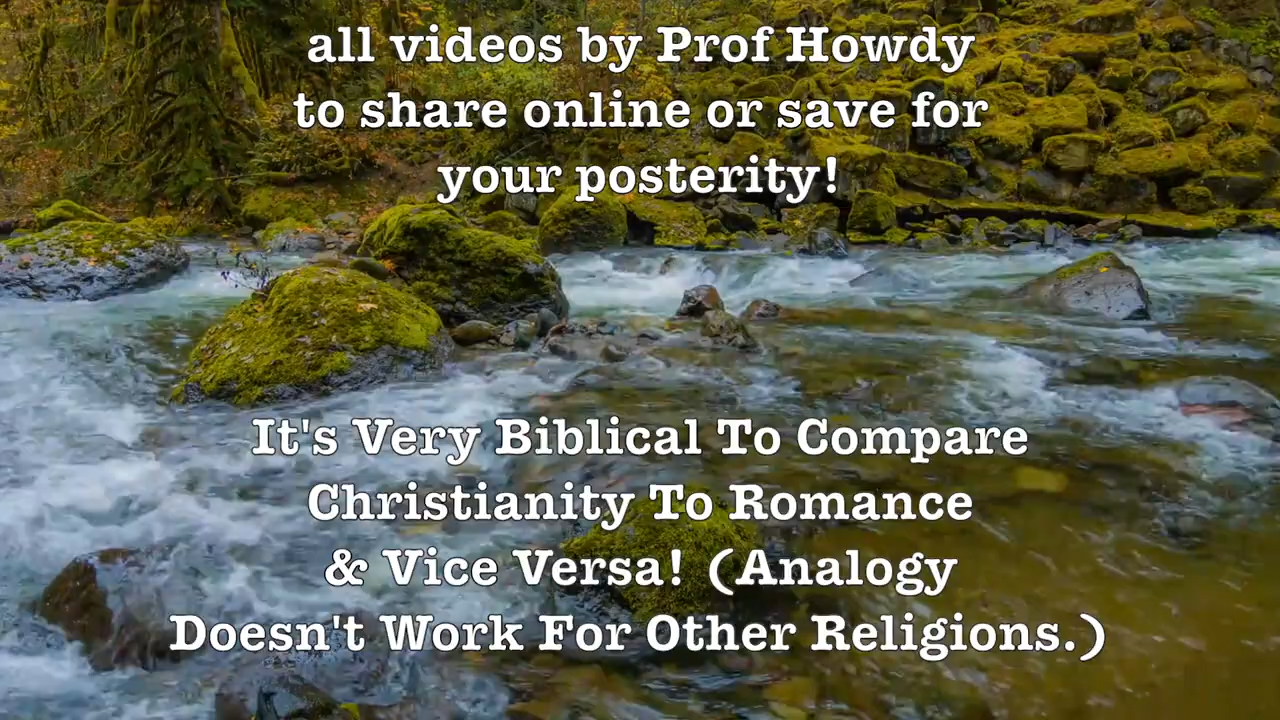 all videos by Prof Howdy
to share online or save for
your posterity!
It's Very Biblical To Compare
Christianity To Romance
& Vice Versa! (Analogy
Doesn't Work For Other Religions.)